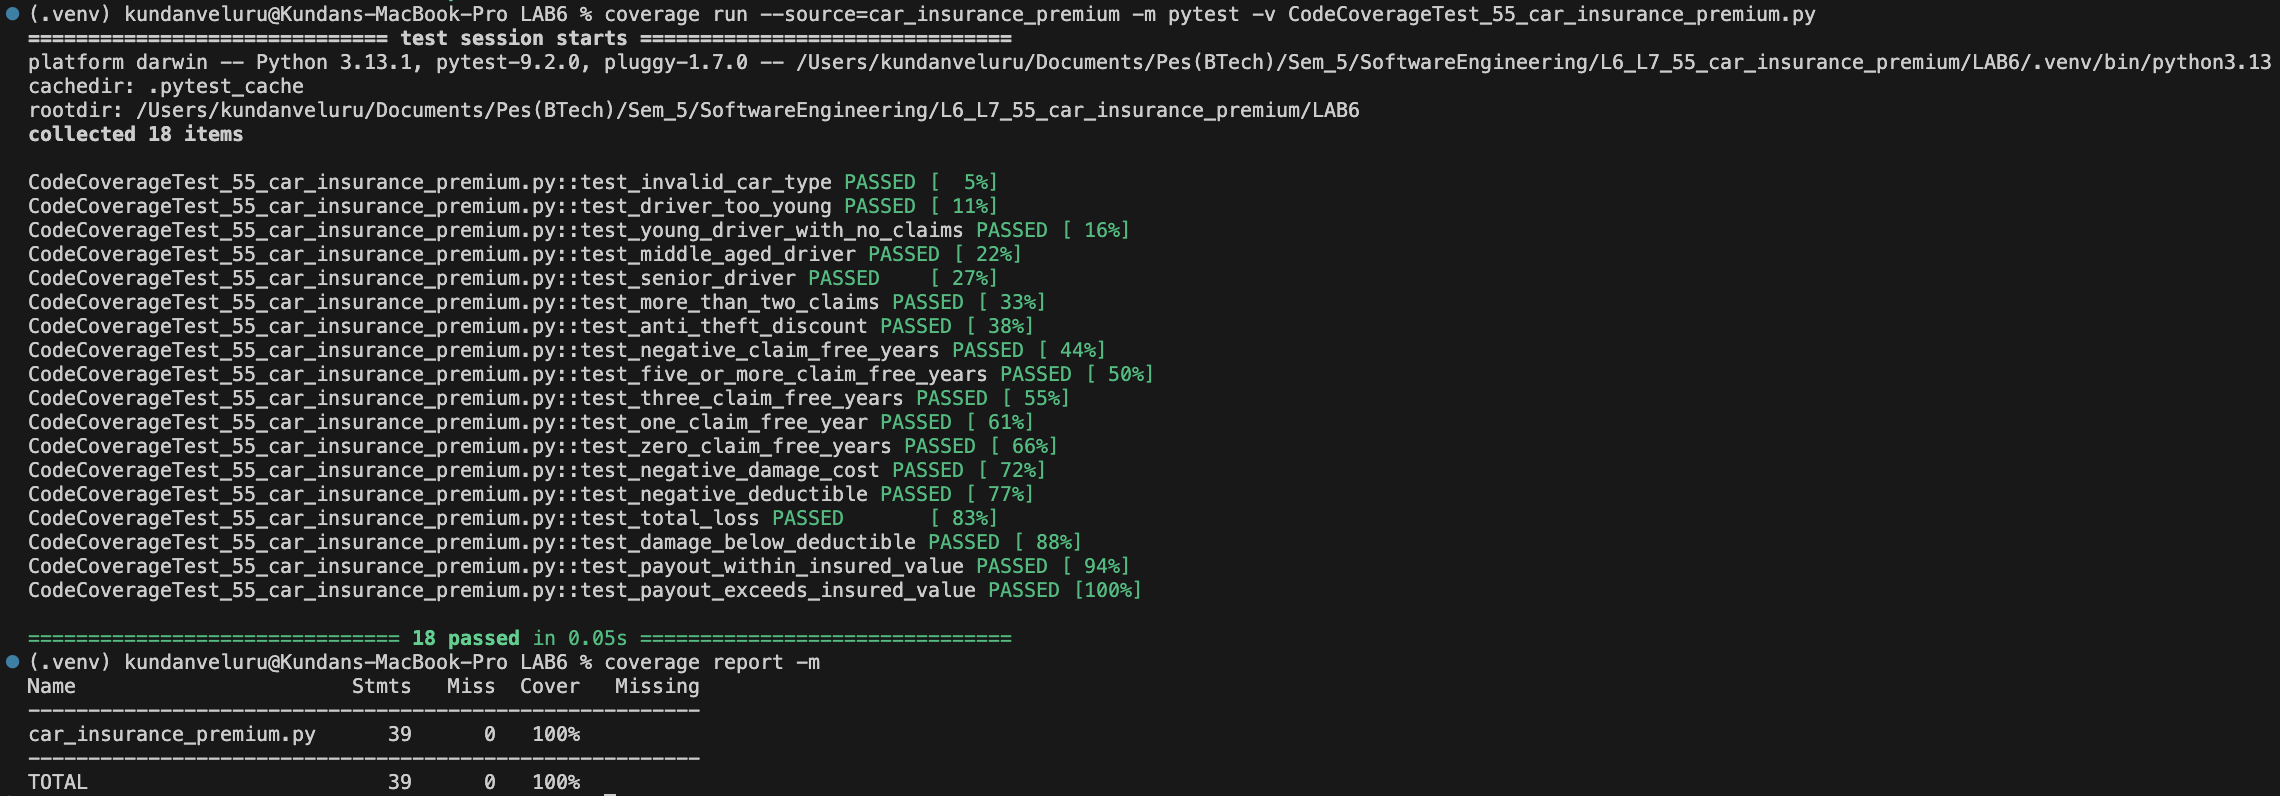 (.venv) kundanveluru@Kundans-MacBook-Pro LAB6 % coverage run --source=car_insurance_premium -m pytest -v CodeCoverageTest_55_car_insurance_premium.py
============================== test session starts ===============================
platform darwin -- Python 3.13.1, pytest-9.2.0, pluggy-1.7.0 -- /Users/kundanveluru/Documents/Pes(BTech)/Sem_5/SoftwareEngineering/L6_L7_55_car_insurance_premium/LAB6/.venv/bin/python3.13
cachedir: .pytest_cache
rootdir: /Users/kundanveluru/Documents/Pes(BTech)/Sem_5/SoftwareEngineering/L6_L7_55_car_insurance_premium/LAB6
collected 18 items
CodeCoverageTest_55_car_insurance_premium.py::test_invalid_car_type PASSED [  5%]
CodeCoverageTest_55_car_insurance_premium.py::test_driver_too_young PASSED [ 11%]
CodeCoverageTest_55_car_insurance_premium.py::test_young_driver_with_no_claims PASSED [ 16%]
CodeCoverageTest_55_car_insurance_premium.py::test_middle_aged_driver PASSED [ 22%]
CodeCoverageTest_55_car_insurance_premium.py::test_senior_driver PASSED    [ 27%]
CodeCoverageTest_55_car_insurance_premium.py::test_more_than_two_claims PASSED [ 33%]
CodeCoverageTest_55_car_insurance_premium.py::test_anti_theft_discount PASSED [ 38%]
CodeCoverageTest_55_car_insurance_premium.py::test_negative_claim_free_years PASSED [ 44%]
CodeCoverageTest_55_car_insurance_premium.py::test_five_or_more_claim_free_years PASSED [ 50%]
CodeCoverageTest_55_car_insurance_premium.py::test_three_claim_free_years PASSED [ 55%]
CodeCoverageTest_55_car_insurance_premium.py::test_one_claim_free_year PASSED [ 61%]
CodeCoverageTest_55_car_insurance_premium.py::test_zero_claim_free_years PASSED [ 66%]
CodeCoverageTest_55_car_insurance_premium.py::test_negative_damage_cost PASSED [ 72%]
CodeCoverageTest_55_car_insurance_premium.py::test_negative_deductible PASSED [ 77%]
CodeCoverageTest_55_car_insurance_premium.py::test_total_loss PASSED       [ 83%]
CodeCoverageTest_55_car_insurance_premium.py::test_damage_below_deductible PASSED [ 88%]
CodeCoverageTest_55_car_insurance_premium.py::test_payout_within_insured_value PASSED [ 94%]
CodeCoverageTest_55_car_insurance_premium.py::test_payout_exceeds_insured_value PASSED [100%]
=============================== 18 passed in 0.05s ===============================
(.venv) kundanveluru@Kundans-MacBook-Pro LAB6 % coverage report -m
Name                       Stmts   Miss  Cover   Missing
--------------------------------------------------------
car_insurance_premium.py      39      0   100%
--------------------------------------------------------
TOTAL                         39      0   100%